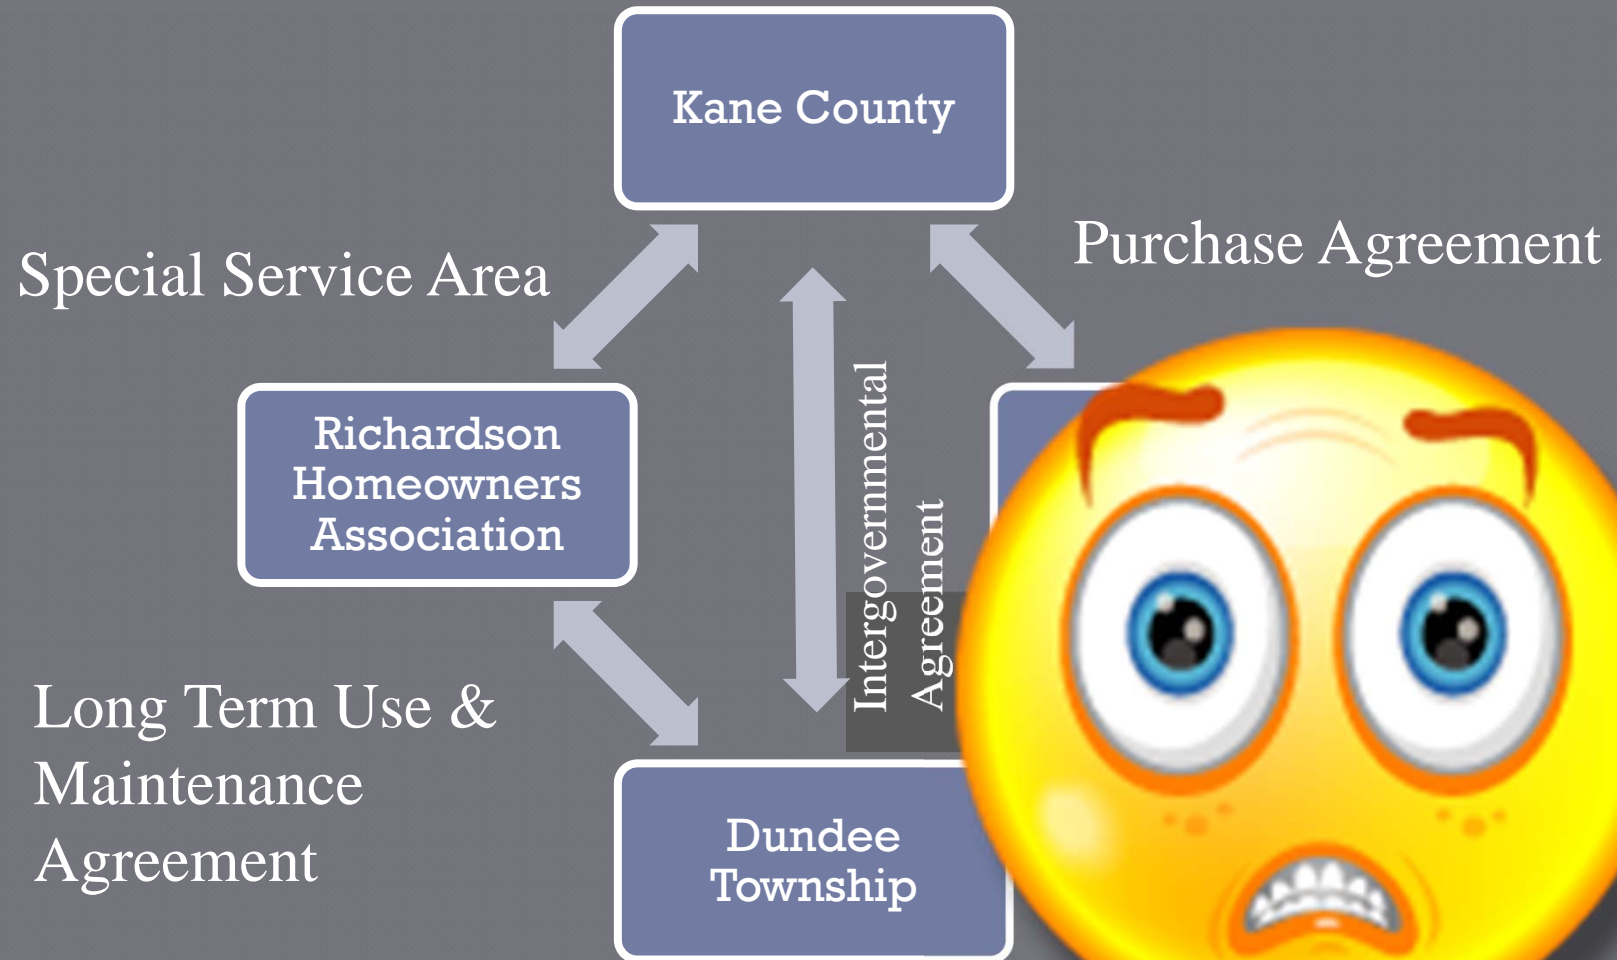 Kane County
Special Service Area
Purchase Agreement
Richardson
Homeowners
Association
Intergovernmental
Agreement
Long Term Use &
Maintenance
Agreement
Dundee
Township